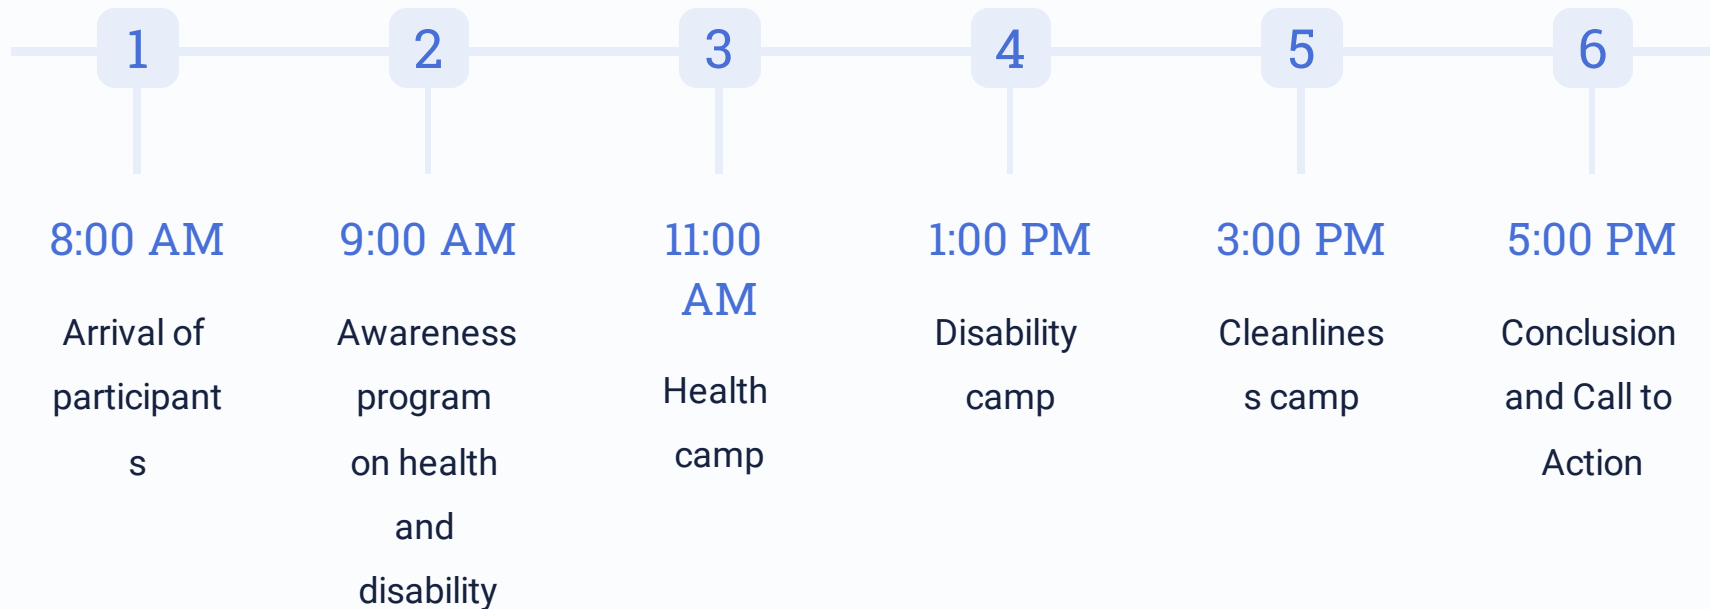 1
2
3
4
5
6
8:00 AM
Arrival of
participant
s
9:00 AM
Awareness
program
on health
and
disability
11:00
AM
Health
camp
1:00 PM
Disability
camp
3:00 PM
Cleanlines
s camp
5:00 PM
Conclusion
and Call to
Action